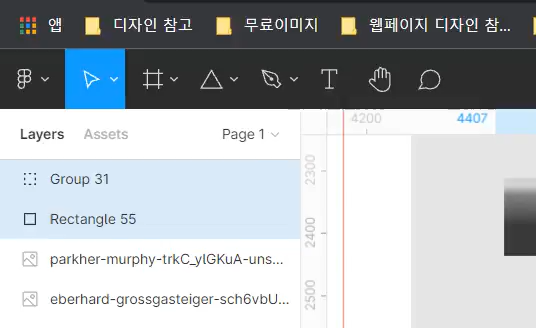 앱 디자인 참고 무료이미지 웹페이지 디자인 참...
Layers Assets Page 1
4200 4407
Group 31
2300
Rectangle 55
2400
parkher-murphy-trkC_ylGKuA-uns...
eberhard-grossgasteiger-sch6vbU...
2500